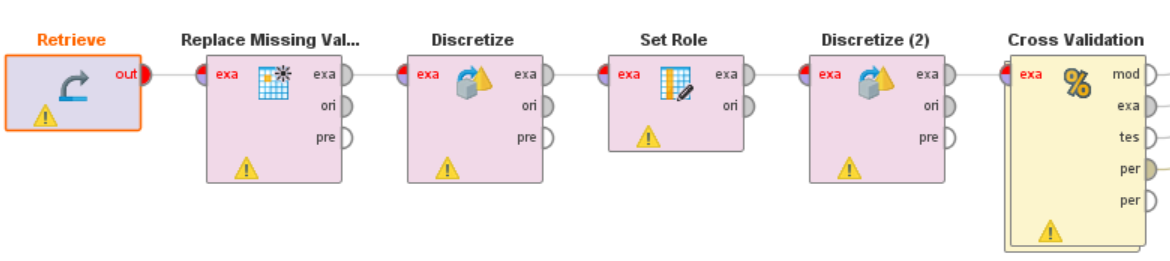 Retrieve
out
Replace Missing Val...
exa
exa
ori
pre
Discretize
exa
exa
ori
pre
Set Role
exa
exa
ori
Discretize (2)
exa
exa
ori
pre
Cross Validation
exa
mod
exa
tes
per
per